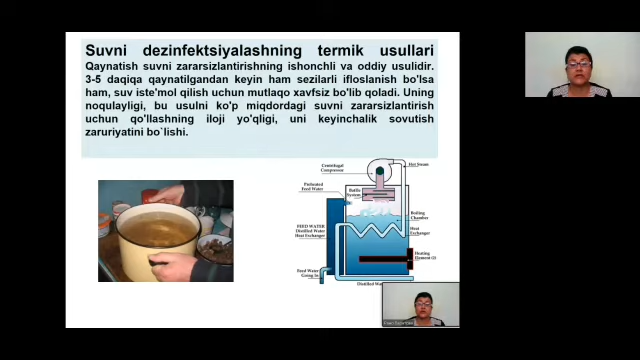 Suvni dezinfektsiyalashning termik usullari
Qaynatish suvni zararsizlantirishning ishonchli va oddiy usulidir.
3-5 daqiqa qaynatilgandan keyin ham sezilarli ifloslanish bo'lsa
ham, suv iste'mol qilish uchun mutlaqo xavfsiz bo'lib qoladi. Uning
noqulayligi, bu usulni ko'p miqdordagi suvni zararsizlantirish
uchun qo'llashning iloji yo'qligi, uni keyinchalik sovutish
zaruriyatini bo`lishi.
Centrifugal
Compressor
Hot Steam
Preheated
Feed Water
Baffle
System
Boiling
Chamber
FEED WATER
Distilled Water
Heat Exchanger
Heat
Exchanger
Heating
Element (2)
Feed Water
Going In
Distilled